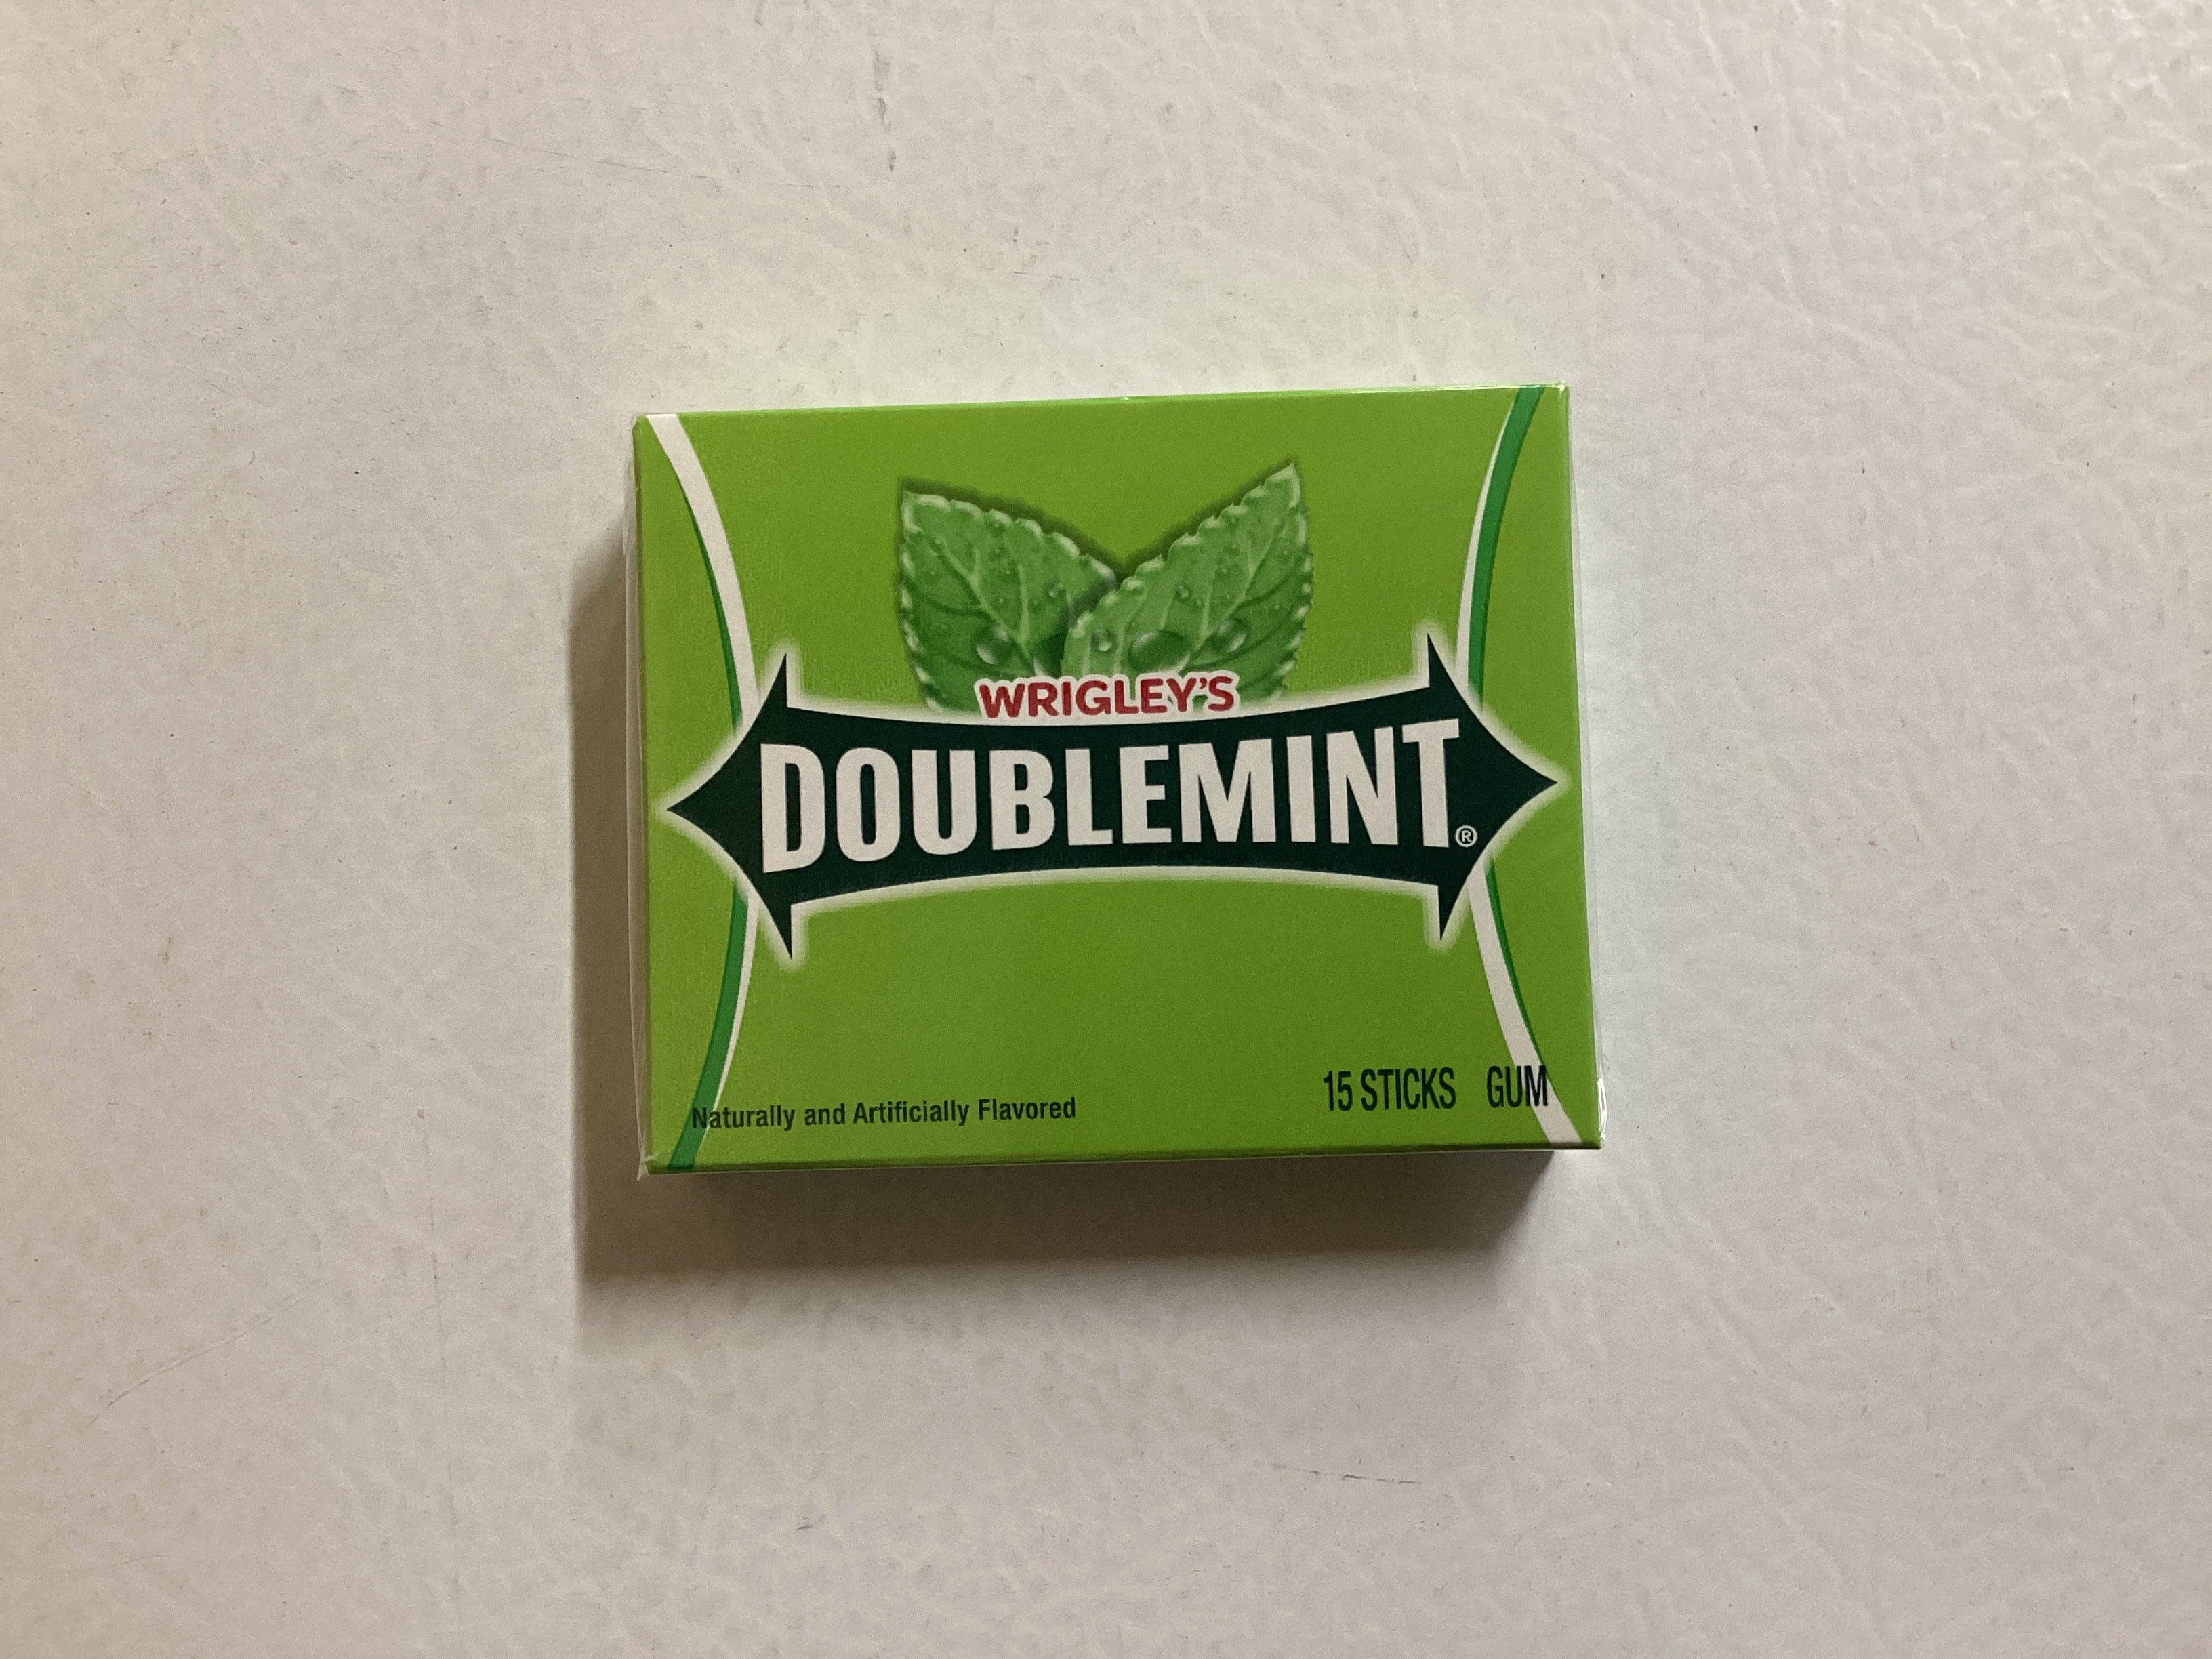 WRIGLEY'S
DOUBLEMINT®
Naturally and Artificially Flavored
15 STICKS GUM